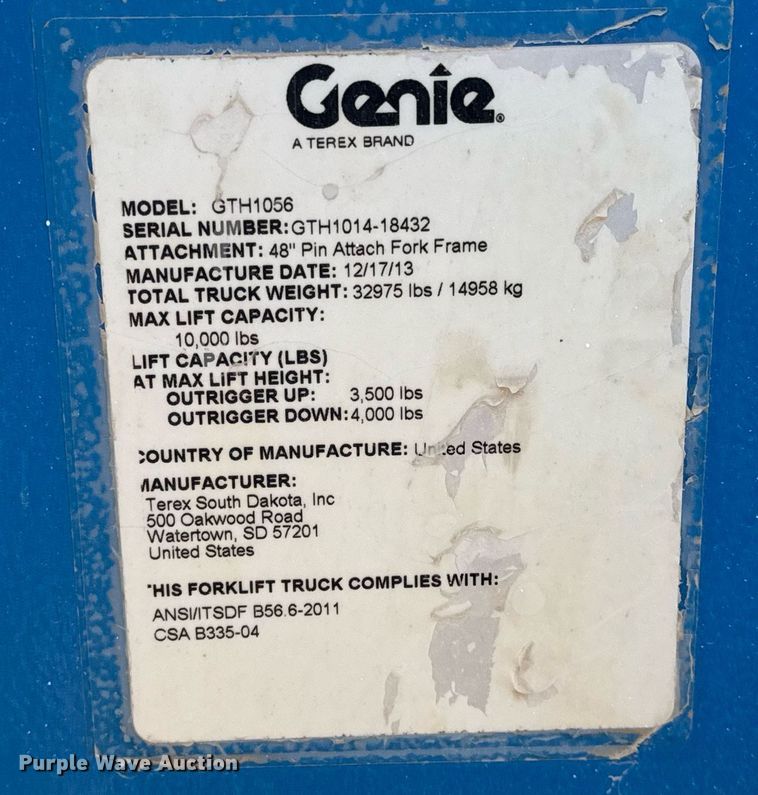 Genie®
A TEREX BRAND
MODEL: GTH1056
SERIAL NUMBER: GTH1014-18432
ATTACHMENT: 48" Pin Attach Fork Frame
MANUFACTURE DATE: 12/17/13
TOTAL TRUCK WEIGHT: 32975 lbs / 14958 kg
MAX LIFT CAPACITY:
10,000 lbs
LIFT CAPACITY (LBS)
AT MAX LIFT HEIGHT:
OUTRIGGER UP: 3,500 lbs
OUTRIGGER DOWN: 4,000 lbs
COUNTRY OF MANUFACTURE: United States
MANUFACTURER:
Terex South Dakota, Inc
500 Oakwood Road
Watertown, SD 57201
United States
THIS FORKLIFT TRUCK COMPLIES WITH:
ANSI/ITSDF B56.6-2011
CSA B335-04
Purple Wave Auction